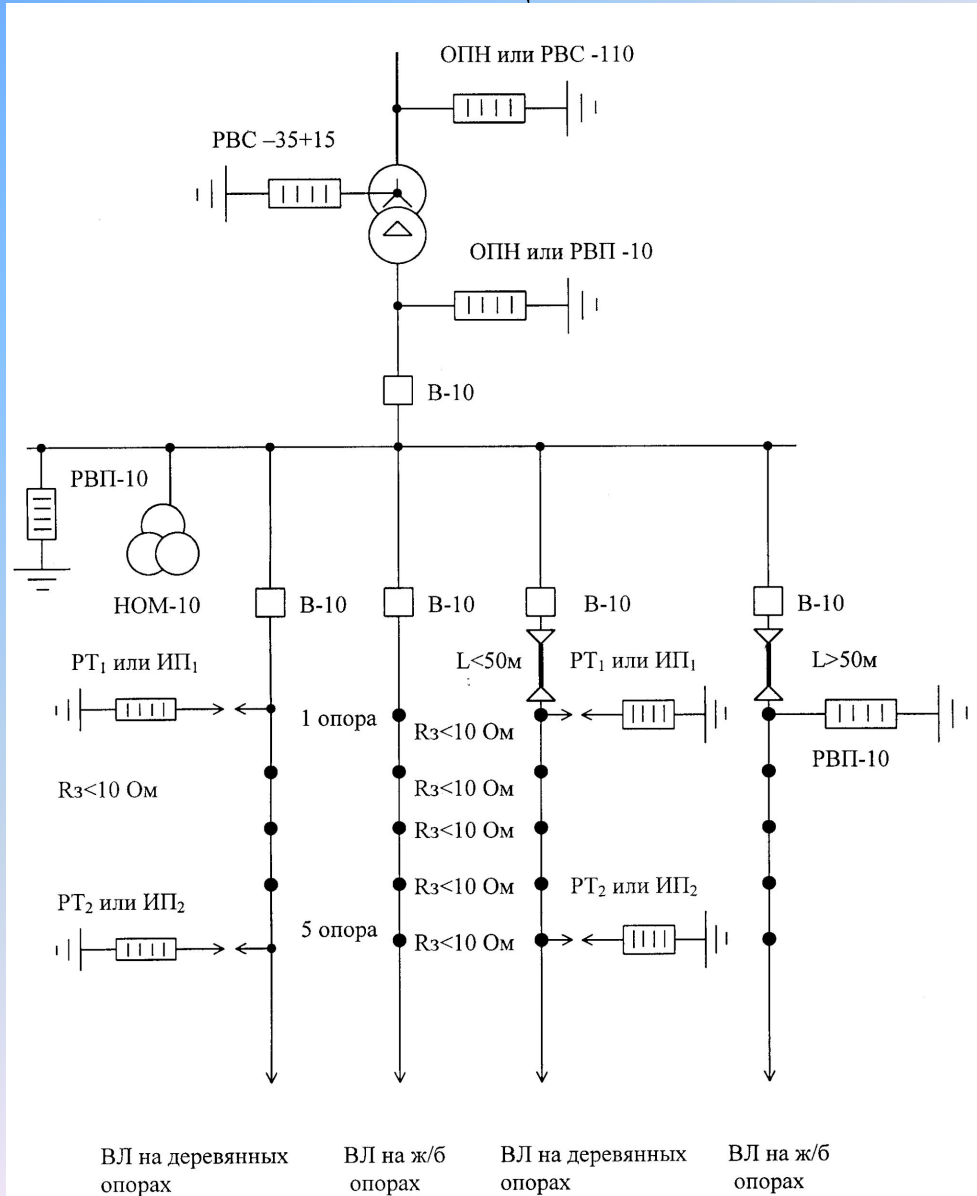 ОПН или РВС -110
РВС –35+15
ОПН или РВП -10
В-10
РВП-10
НОМ-10
В-10
В-10
В-10
В-10
РТ₁ или ИП₁
L<50м
РТ₁ или ИП₁
L>50м
1 опора
Rз<10 Ом
РВП-10
Rз<10 Ом
Rз<10 Ом
Rз<10 Ом
РТ₂ или ИП₂
Rз<10 Ом
РТ₂ или ИП₂
5 опора
Rз<10 Ом
ВЛ на деревянных
опорах
ВЛ на ж/б
опорах
ВЛ на деревянных
опорах
ВЛ на ж/б
опорах